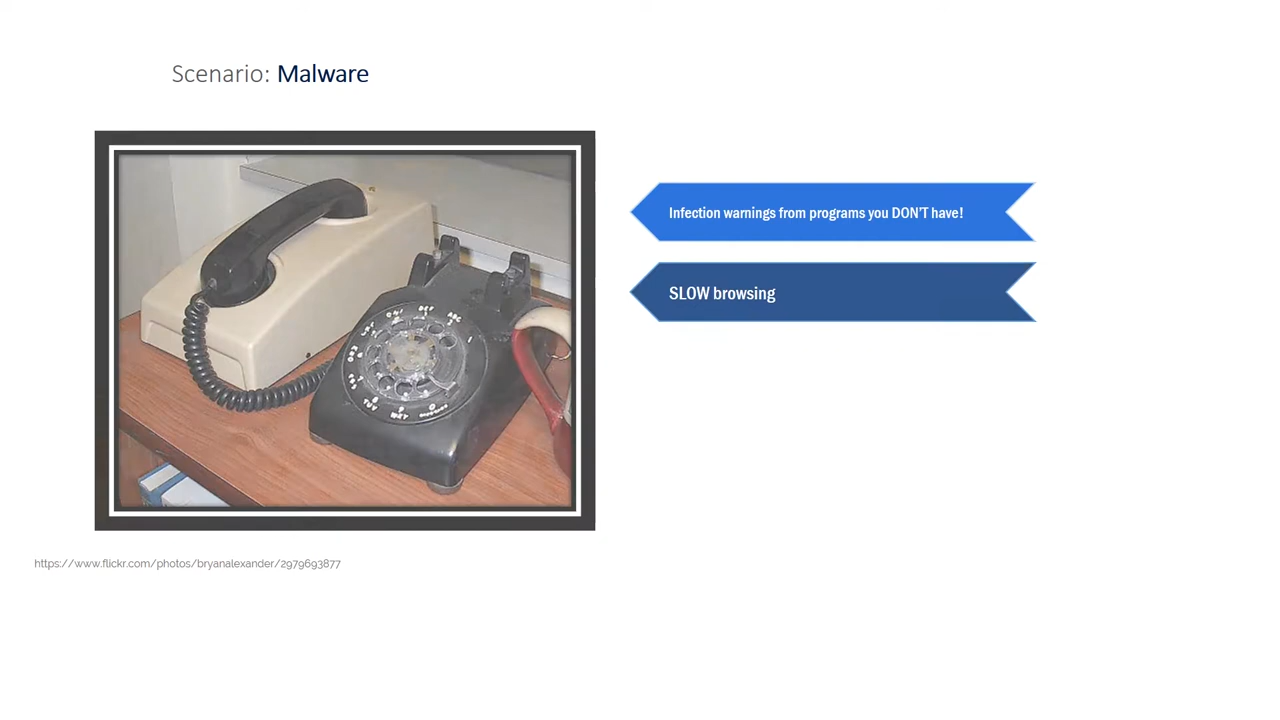 Scenario: Malware
Infection warnings from programs you DON'T have!
SLOW browsing
https://www.flickr.com/photos/bryanalexander/2979693877